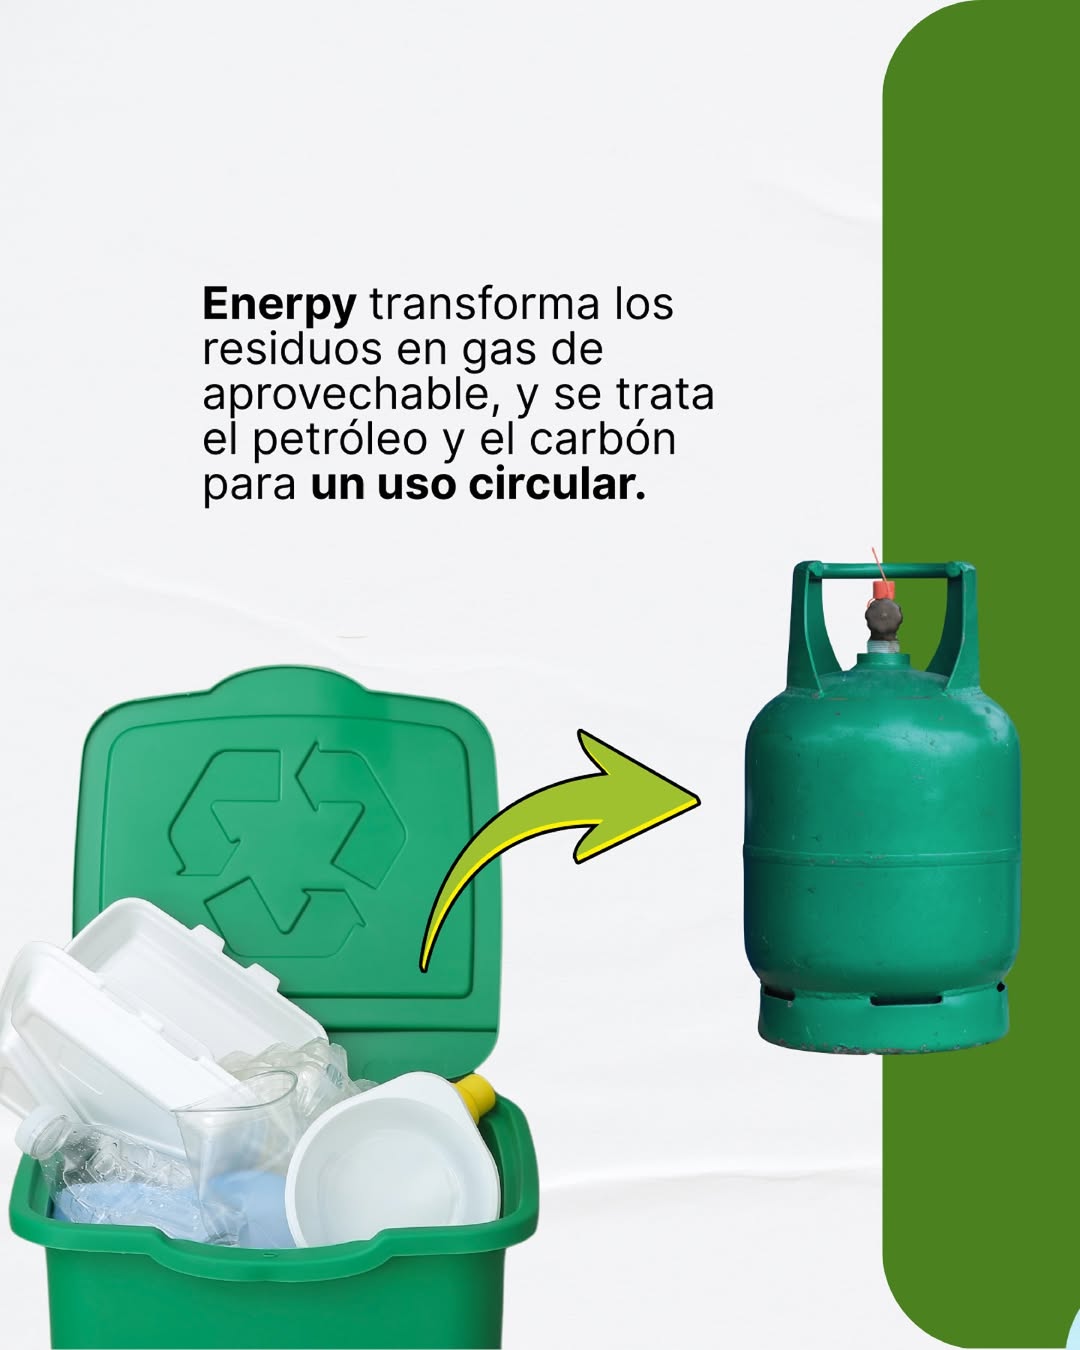 Enerpy transforma los
residuos en gas de
aprovechable, y se trata
el petróleo y el carbón
para un uso circular.